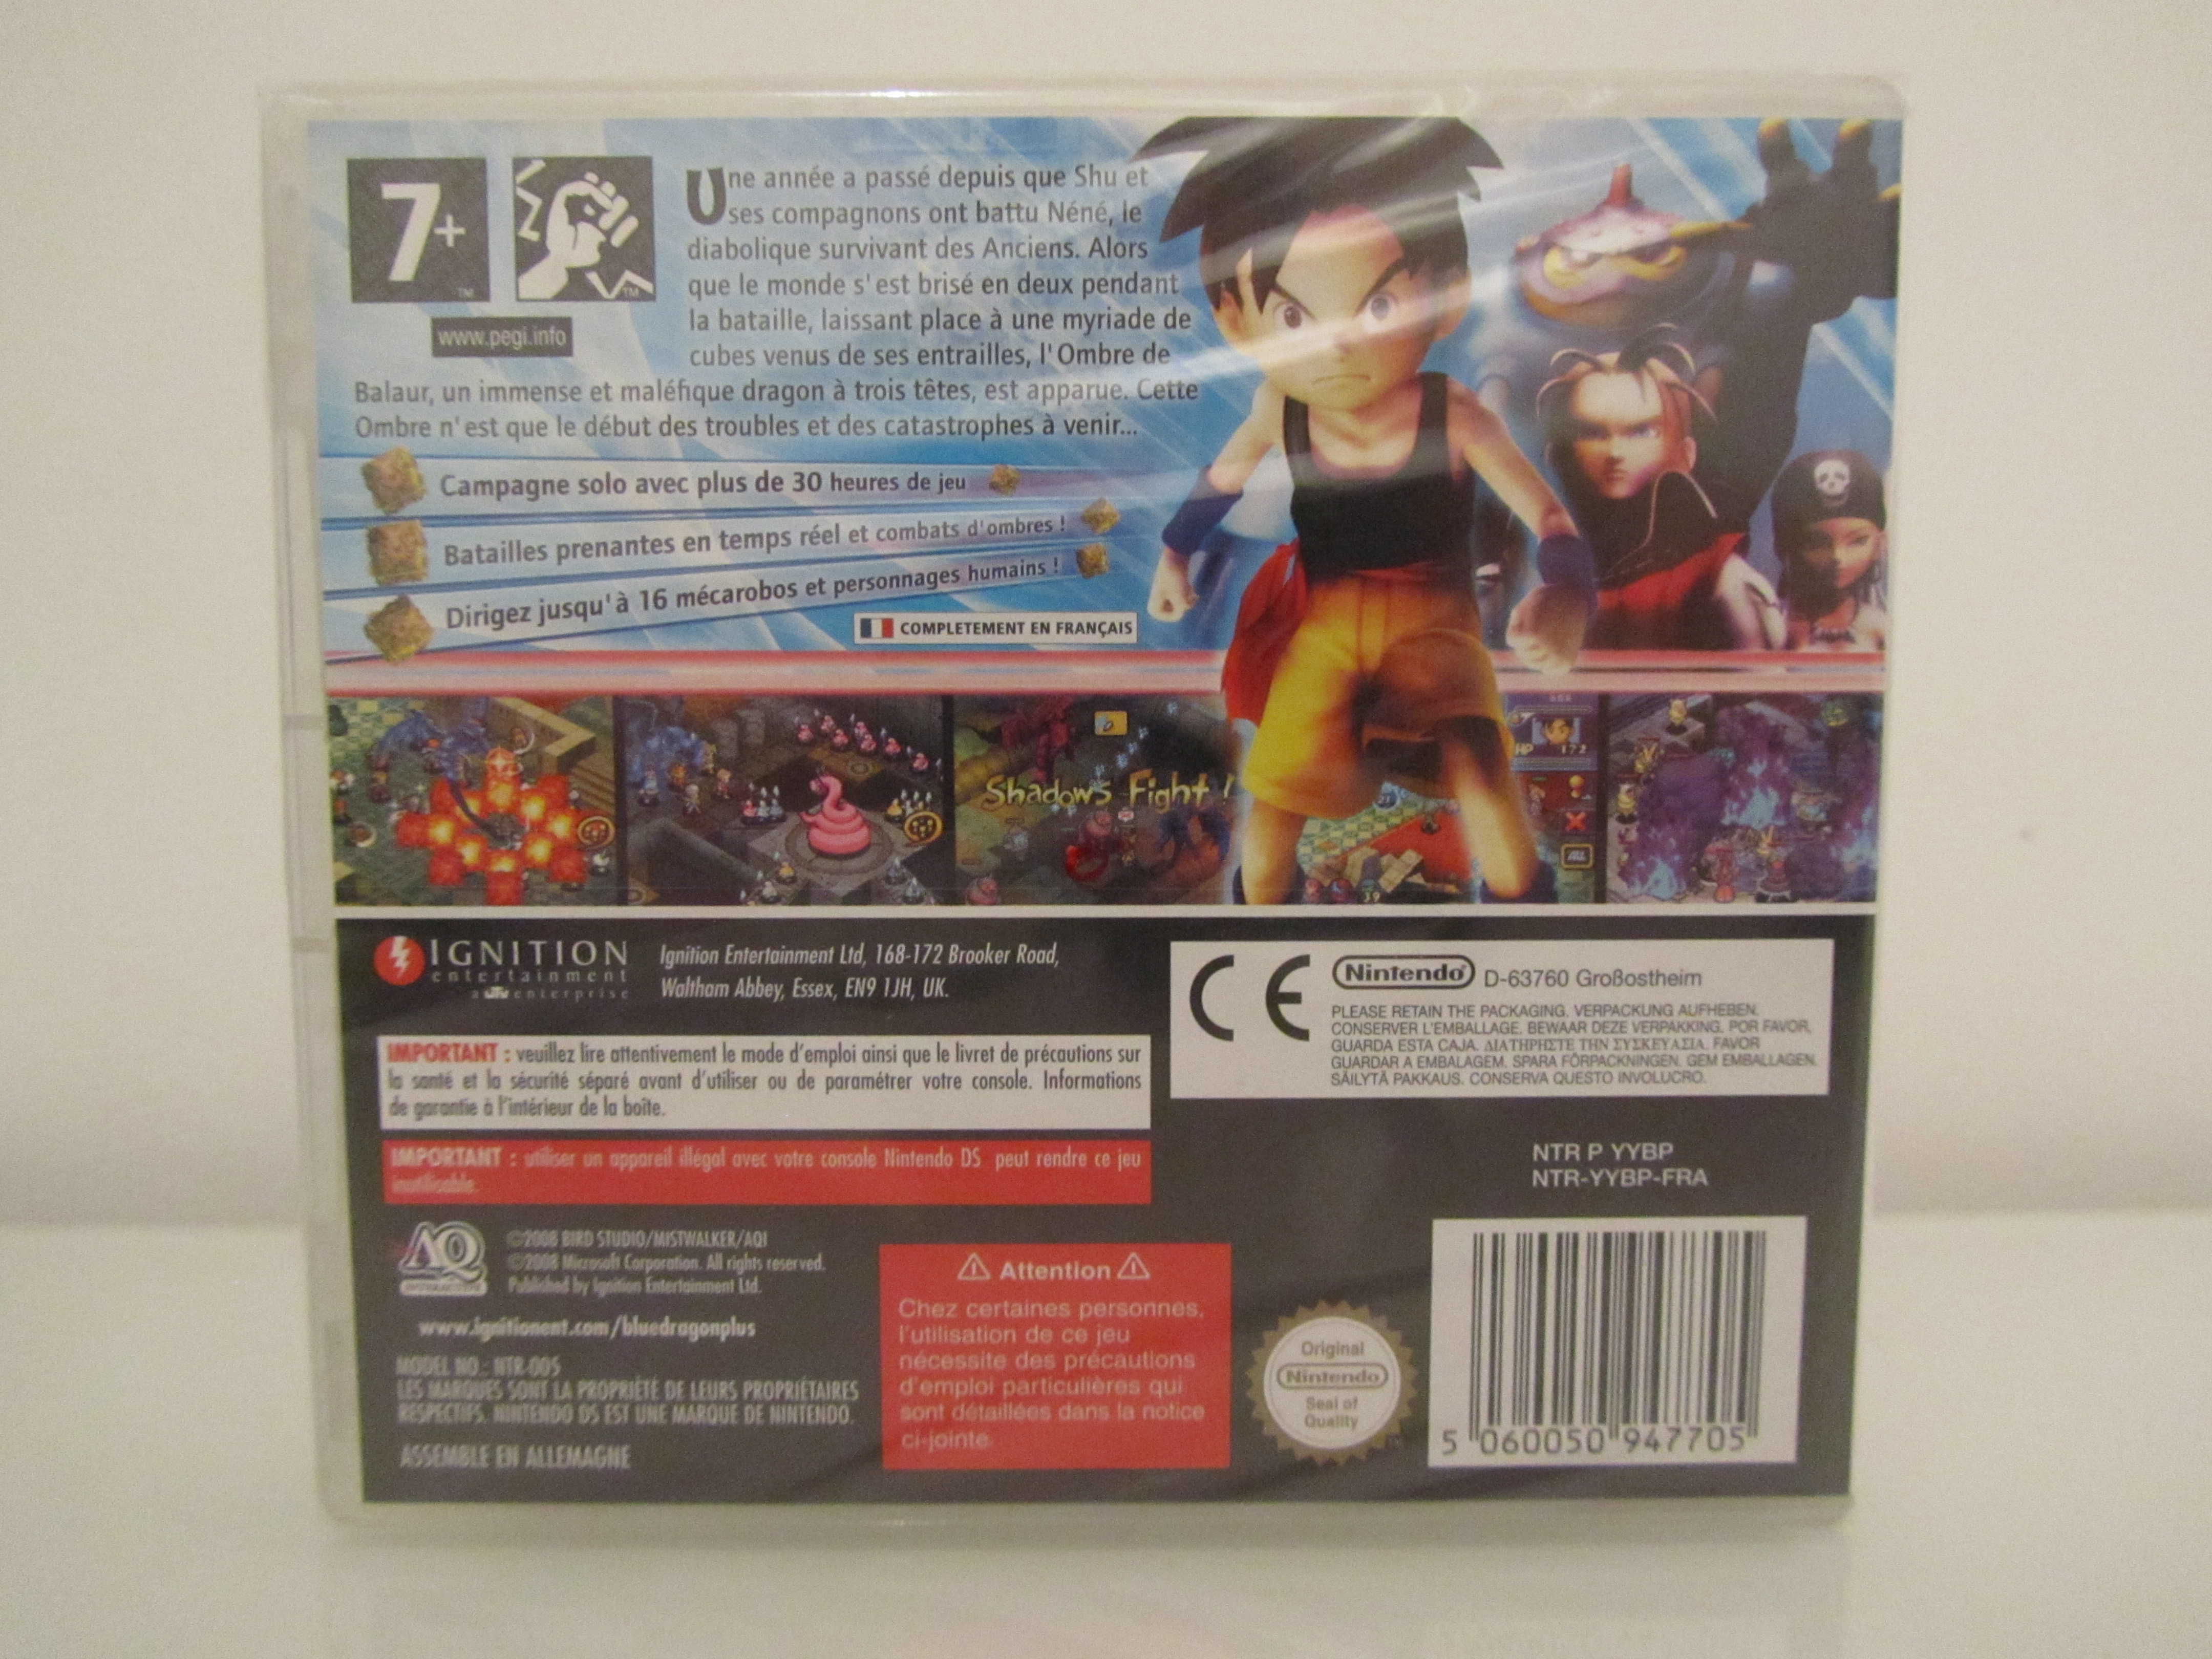 7+
www.pegi.info
Une année a passé depuis que Shu et
ses compagnons ont battu Néné, le
diabolique survivant des Anciens. Alors
que le monde s'est brisé en deux pendant
la bataille, laissant place à une myriade de
cubes venus de ses entrailles, l'Ombre de
Balaur, un immense et maléfique dragon à trois têtes, est apparue. Cette
Ombre n'est que le début des troubles et des catastrophes à venir...
Campagne solo avec plus de 30 heures de jeu
Batailles prenantes en temps réel et combats d'ombres !
Dirigez jusqu'à 16 mécarobos et personnages humains !
COMPLETEMENT EN FRANÇAIS
Shadows Fight !
HP 172
39
IGNITION
entertainment
a utv enterprise
Ignition Entertainment Ltd, 168-172 Brooker Road,
Waltham Abbey, Essex, EN9 1JH, UK.
CE
Nintendo D-63760 Großostheim
PLEASE RETAIN THE PACKAGING. VERPACKUNG AUFHEBEN.
CONSERVER L'EMBALLAGE. BEWAAR DEZE VERPAKKING. POR FAVOR,
GUARDA ESTA CAJA. ΔΙΑΤΗΡΗΣΤΕ ΤΗΝ ΣΥΣΚΕΥΑΣΙΑ. FAVOR
GUARDAR A EMBALAGEM. SPARA FÖRPACKNINGEN. GEM EMBALLAGEN.
SÄILYTÄ PAKKAUS. CONSERVA QUESTO INVOLUCRO.
IMPORTANT : veuillez lire attentivement le mode d'emploi ainsi que le livret de précautions sur
la santé et la sécurité séparé avant d'utiliser ou de paramétrer votre console. Informations
de garantie à l'intérieur de la boîte.
IMPORTANT : utiliser un appareil illégal avec votre console Nintendo DS peut rendre ce jeu
inutilisable.
NTR P YYBP
NTR-YYBP-FRA
AQ
INTERACTIVE
©2008 BIRD STUDIO/MISTWALKER/AQI
©2008 Microsoft Corporation. All rights reserved.
Published by Ignition Entertainment Ltd.
www.ignitionent.com/bluedragonplus
MODEL NO.: NTR-005
LES MARQUES SONT LA PROPRIÉTÉ DE LEURS PROPRIÉTAIRES
RESPECTIFS. NINTENDO DS EST UNE MARQUE DE NINTENDO.
ASSEMBLE EN ALLEMAGNE
Attention
Chez certaines personnes,
l'utilisation de ce jeu
nécessite des précautions
d'emploi particulières qui
sont détaillées dans la notice
ci-jointe.
Original
Nintendo
Seal of
Quality
5 060050 947705